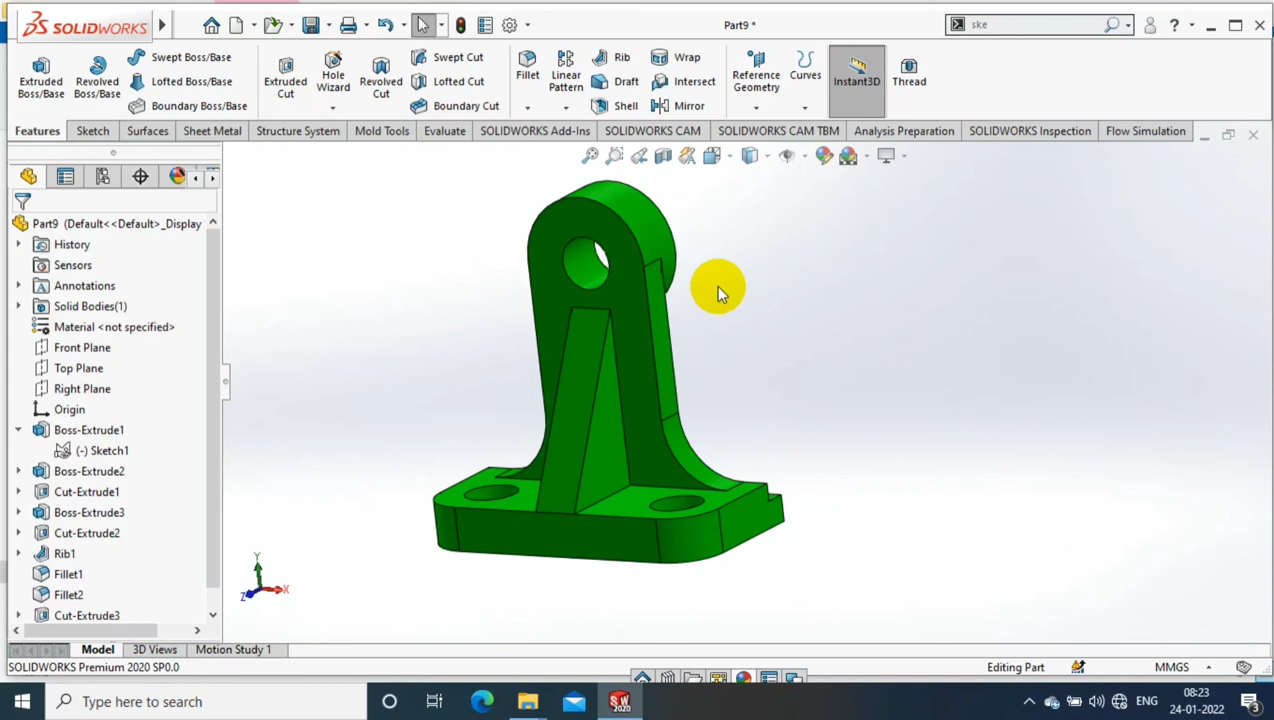 SOLIDWORKS
Part9 *
ske
Extruded Boss/Base
Revolved Boss/Base
Swept Boss/Base
Lofted Boss/Base
Boundary Boss/Base
Extruded Cut
Hole Wizard
Revolved Cut
Swept Cut
Lofted Cut
Boundary Cut
Fillet
Linear Pattern
Rib
Draft
Shell
Wrap
Intersect
Mirror
Reference Geometry
Curves
Instant3D
Thread
Features
Sketch
Surfaces
Sheet Metal
Structure System
Mold Tools
Evaluate
SOLIDWORKS Add-Ins
SOLIDWORKS CAM
SOLIDWORKS CAM TBM
Analysis Preparation
SOLIDWORKS Inspection
Flow Simulation
Part9 (Default<<Default>_Display
History
Sensors
Annotations
Solid Bodies(1)
Material <not specified>
Front Plane
Top Plane
Right Plane
Origin
Boss-Extrude1
(-) Sketch1
Boss-Extrude2
Cut-Extrude1
Boss-Extrude3
Cut-Extrude2
Rib1
Fillet1
Fillet2
Cut-Extrude3
Y
X
Z
Model
3D Views
Motion Study 1
SOLIDWORKS Premium 2020 SP0.0
Editing Part
MMGS
Type here to search
SW
2020
ENG
08:23
24-01-2022
3